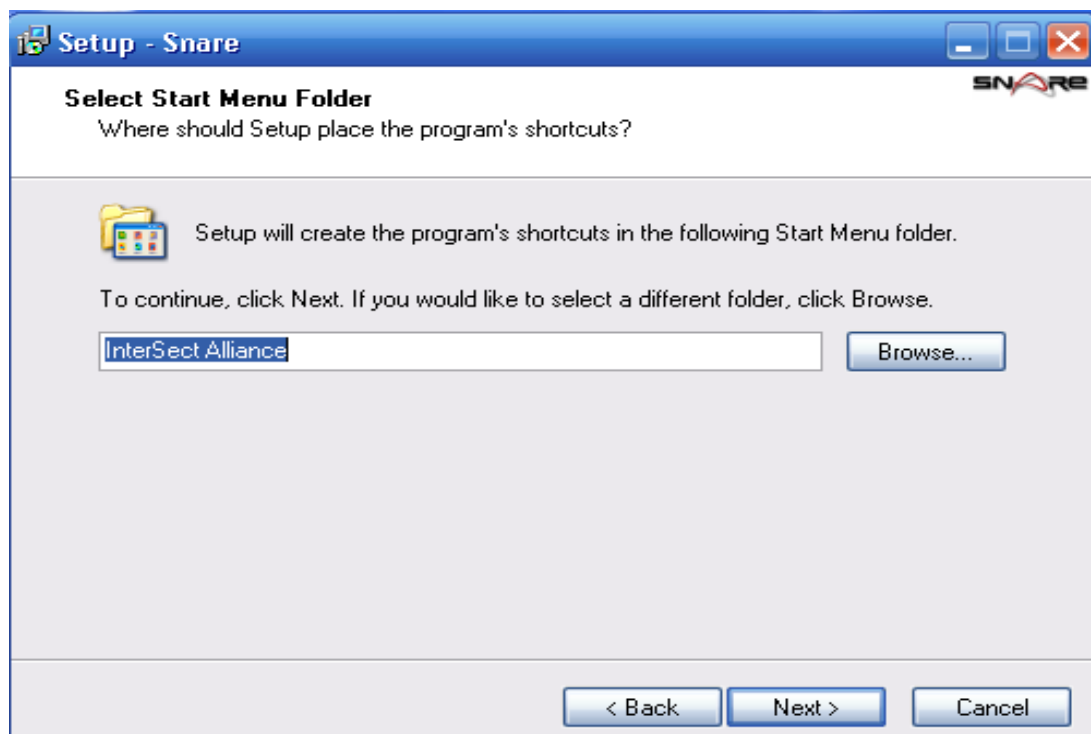 Setup - Snare
SNARE
Select Start Menu Folder
Where should Setup place the program's shortcuts?
Setup will create the program's shortcuts in the following Start Menu folder.
To continue, click Next. If you would like to select a different folder, click Browse.
InterSect Alliance
Browse...
< Back
Next >
Cancel